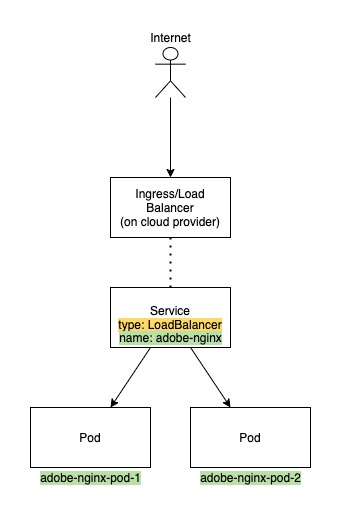 Internet
Ingress/Load
Balancer
(on cloud provider)
Service
type: LoadBalancer
name: adobe-nginx
Pod
Pod
adobe-nginx-pod-1
adobe-nginx-pod-2